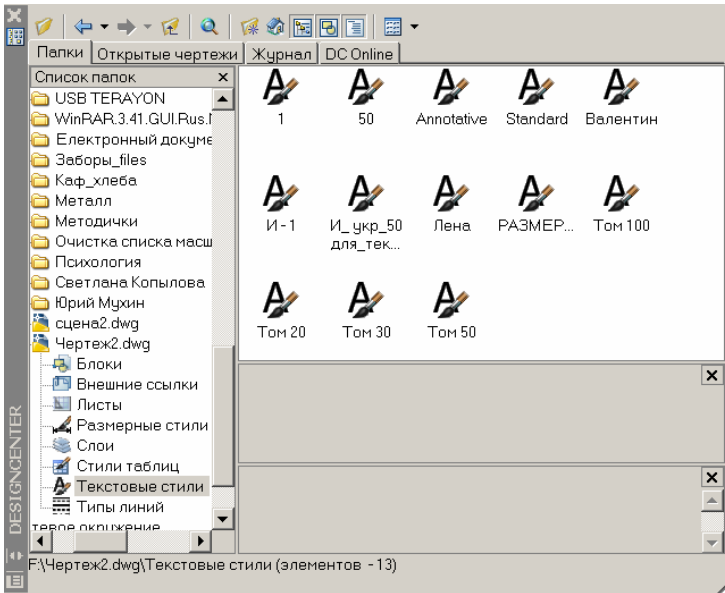 Папки
Открытые чертежи
Журнал
DC Online
Список папок
USB TERAYON
WinRAR.3.41.GUI.Rus.
Електронный докуме
Заборы_files
Каф_хлеба
Металл
Методички
Очистка списка масш
Психология
Светлана Копылова
Юрий Мухин
сцена2.dwg
Чертеж2.dwg
Блоки
Внешние ссылки
Листы
Размерные стили
Слои
Стили таблиц
Текстовые стили
Типы линий
тевое окружение
1 50 Annotative Standard Валентин
И-1 И_ укр_50 Лена РАЗМЕР... Том 100
для_тек...
Том 20 Том 30 Том 50
DESIGNCENTER
F:\Чертеж2.dwg\Текстовые стили (элементов - 13)